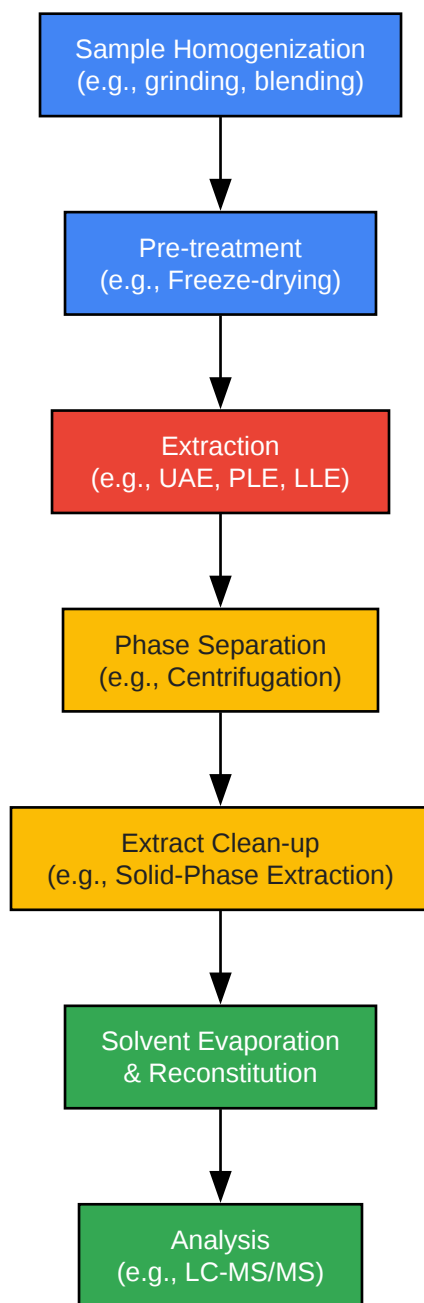 Sample Homogenization
(e.g., grinding, blending)
Pre-treatment
(e.g., Freeze-drying)
Extraction
(e.g., UAE, PLE, LLE)
Phase Separation
(e.g., Centrifugation)
Extract Clean-up
(e.g., Solid-Phase Extraction)
Solvent Evaporation
& Reconstitution
Analysis
(e.g., LC-MS/MS)